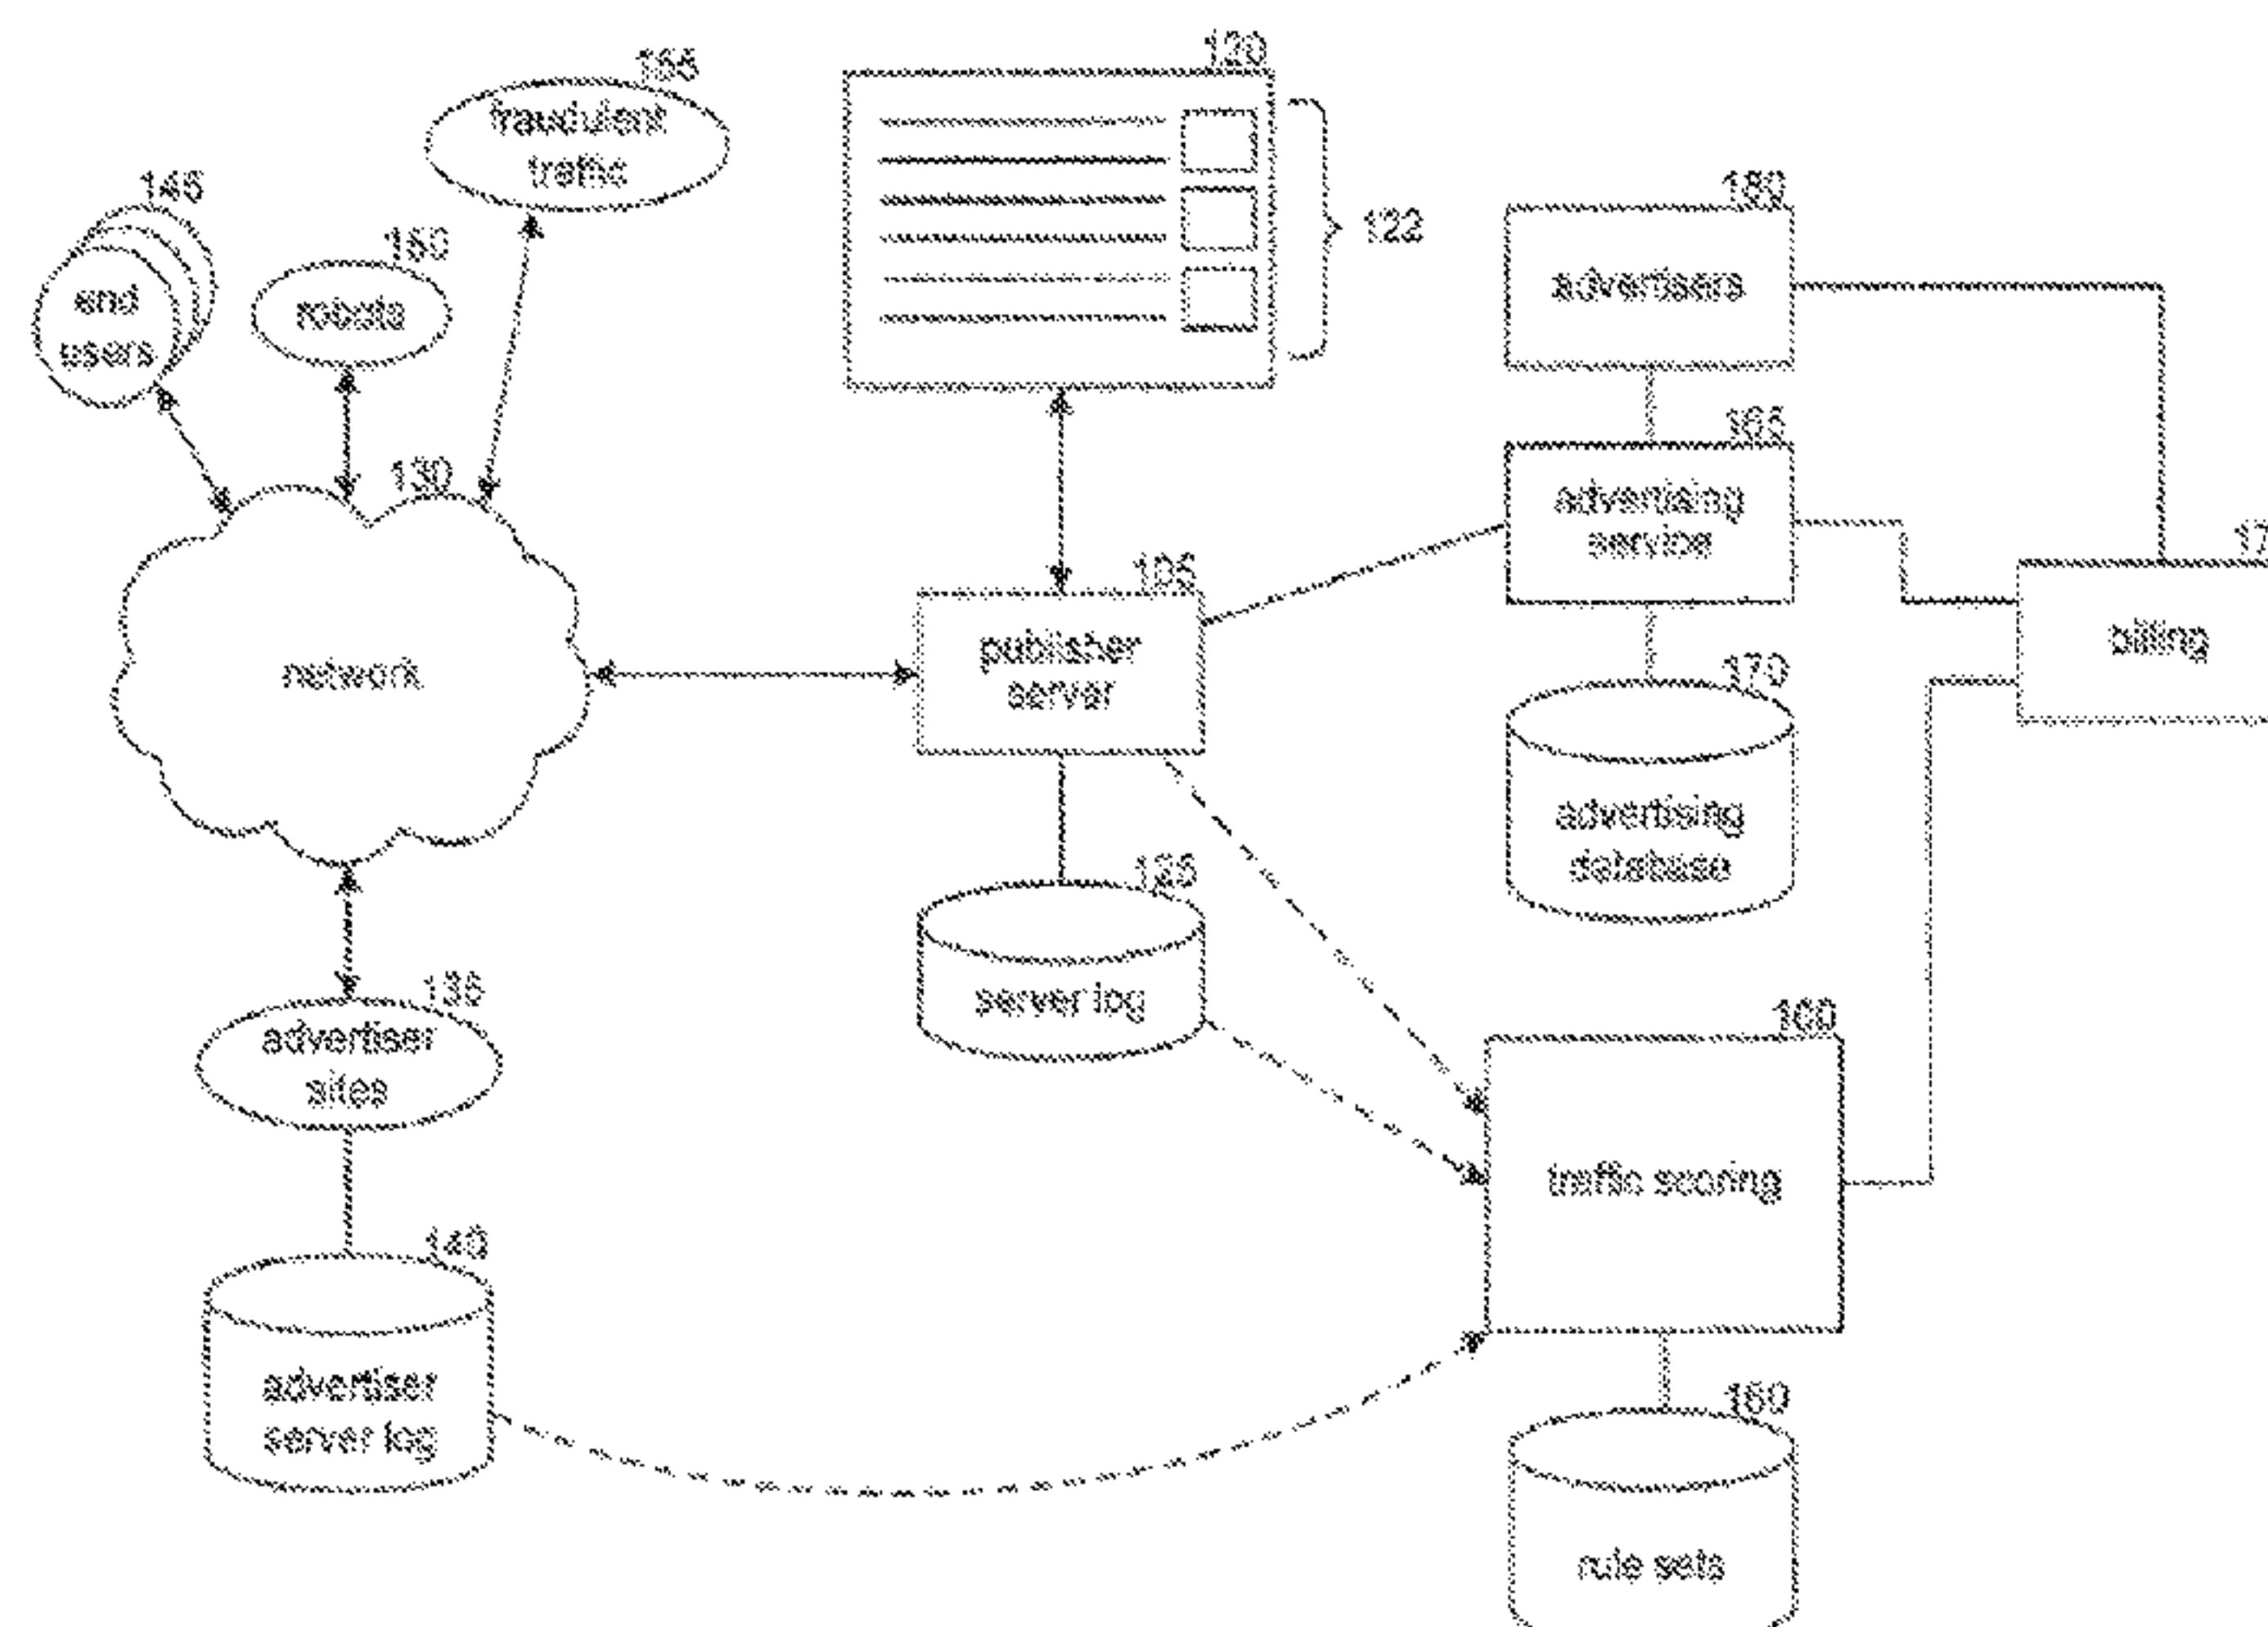 155
fraudulent
traffic
120
122
145
end
users
150
robots
180
advertisers
165
advertising
service
17
billing
130
network
105
publisher
server
170
advertising
database
125
server log
135
advertiser
sites
100
traffic scoring
140
advertiser
server log
160
rule sets